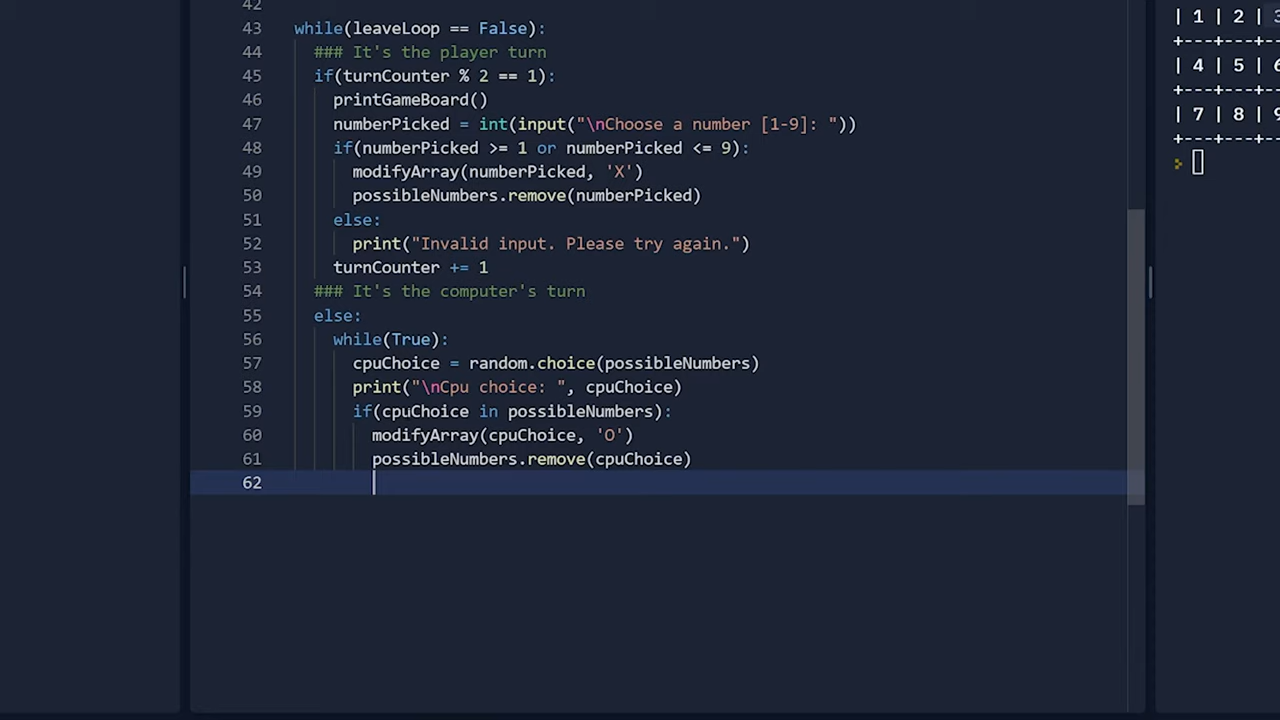 42
43 while(leaveLoop == False):
44 ### It's the player turn
45 if(turnCounter % 2 == 1):
46 printGameBoard()
47 numberPicked = int(input("\nChoose a number [1-9]: "))
48 if(numberPicked >= 1 or numberPicked <= 9):
49 modifyArray(numberPicked, 'X')
50 possibleNumbers.remove(numberPicked)
51 else:
52 print("Invalid input. Please try again.")
53 turnCounter += 1
54 ### It's the computer's turn
55 else:
56 while(True):
57 cpuChoice = random.choice(possibleNumbers)
58 print("\nCpu choice: ", cpuChoice)
59 if(cpuChoice in possibleNumbers):
60 modifyArray(cpuChoice, 'O')
61 possibleNumbers.remove(cpuChoice)
62
| 1 | 2 | 3
+---+---+---
| 4 | 5 | 6
+---+---+---
| 7 | 8 | 9
+---+---+---
>